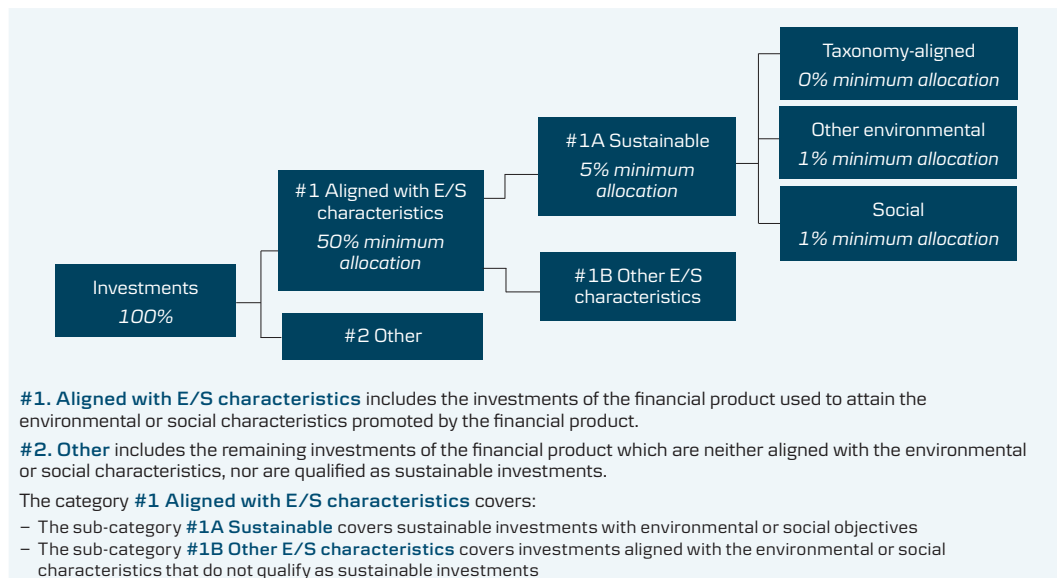 Taxonomy-aligned
0% minimum allocation
Other environmental
1% minimum allocation
Social
1% minimum allocation
#1A Sustainable
5% minimum
allocation
#1 Aligned with E/S
characteristics
50% minimum
allocation
#1B Other E/S
characteristics
Investments
100%
#2 Other
#1. Aligned with E/S characteristics includes the investments of the financial product used to attain the
environmental or social characteristics promoted by the financial product.
#2. Other includes the remaining investments of the financial product which are neither aligned with the environmental
or social characteristics, nor are qualified as sustainable investments.
The category #1 Aligned with E/S characteristics covers:
– The sub-category #1A Sustainable covers sustainable investments with environmental or social objectives
– The sub-category #1B Other E/S characteristics covers investments aligned with the environmental or social
characteristics that do not qualify as sustainable investments